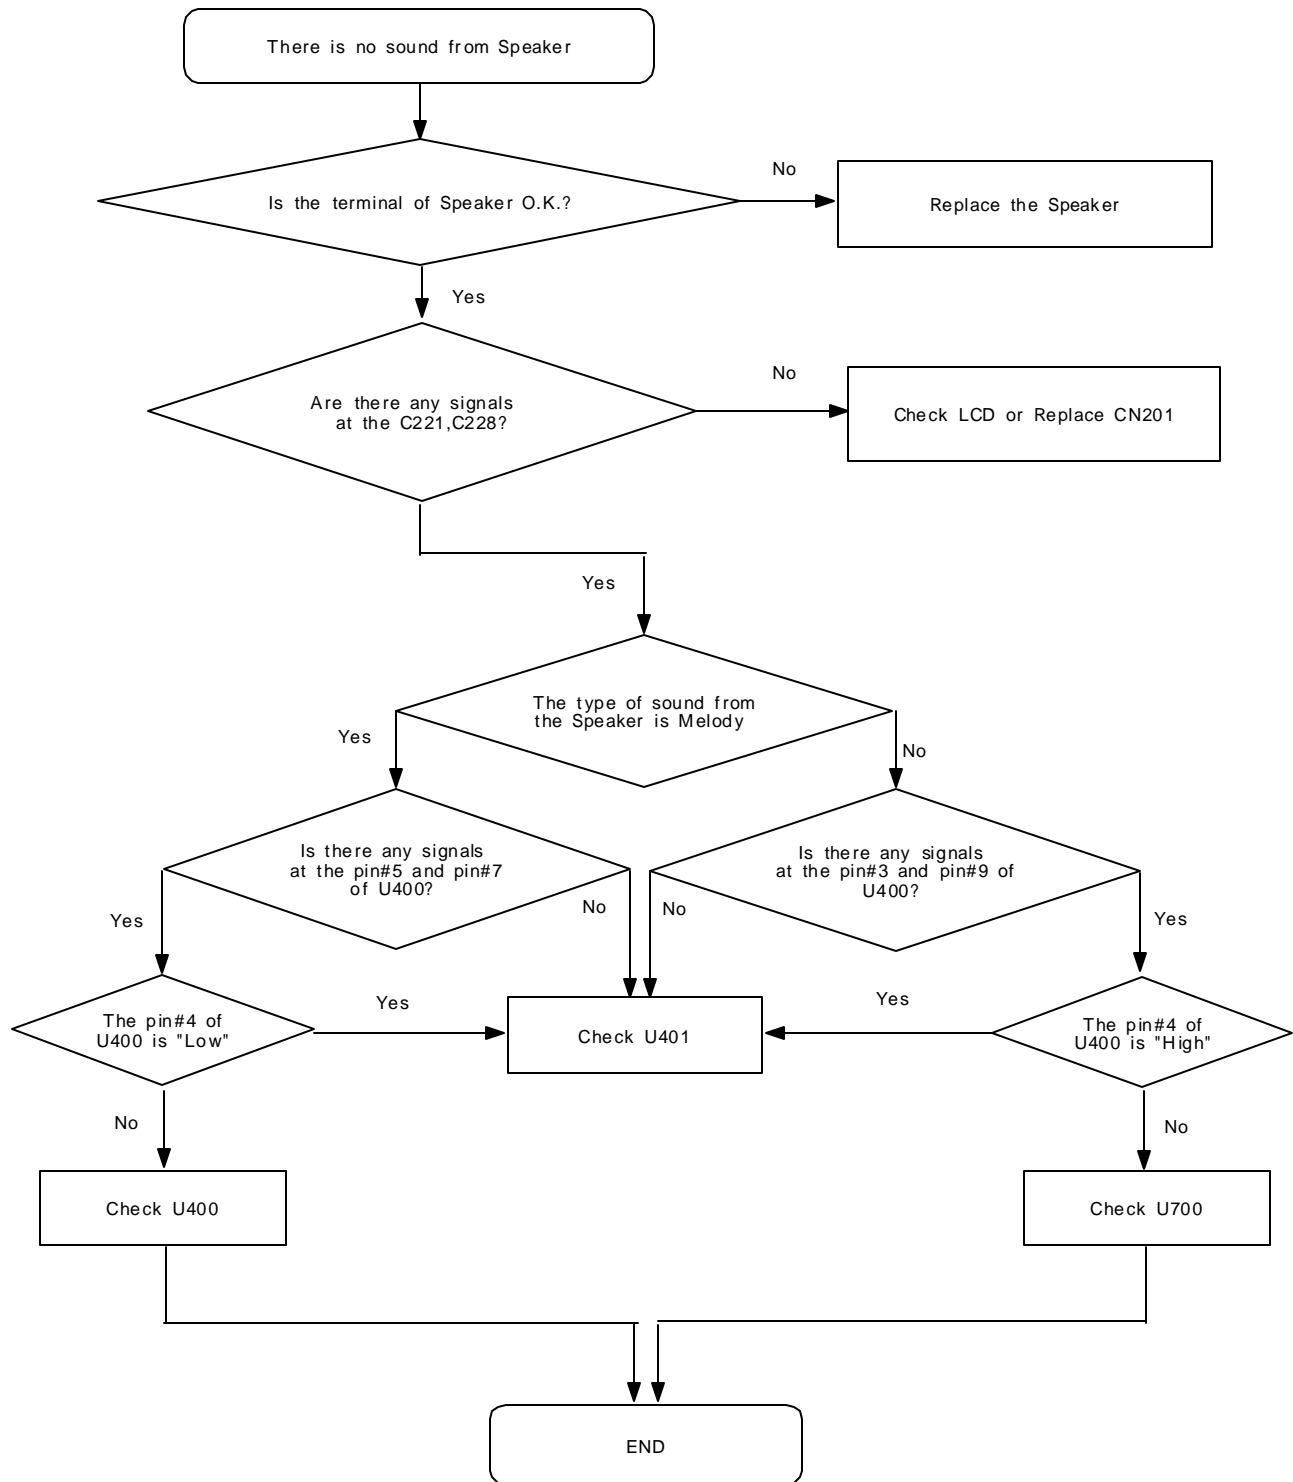 There is no sound from Speaker
No
Is the terminal of Speaker O.K.?
Replace the Speaker
Yes
No
Are there any signals
at the C221,C228?
Check LCD or Replace CN201
Yes
The type of sound from
the Speaker is Melody
Yes
No
Is there any signals
at the pin#5 and pin#7
of U400?
Is there any signals
at the pin#3 and pin#9 of
U400?
No
No
Yes
Yes
Yes
Yes
The pin#4 of
U400 is "Low"
Check U401
The pin#4 of
U400 is "High"
No
No
Check U400
Check U700
END